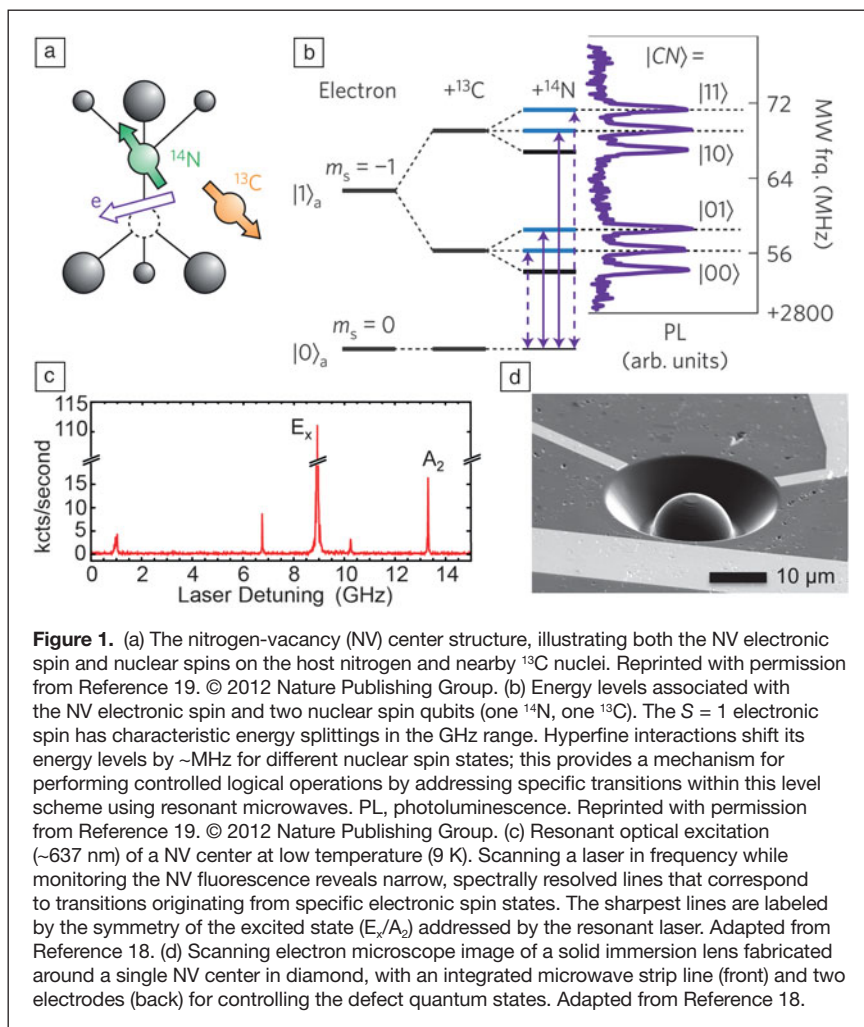 a
14N
e
13C
b
Electron
+13C
+14N
|CN⟩ =
ms = −1
|1⟩a
ms = 0
|0⟩a
|11⟩
|10⟩
|01⟩
|00⟩
72
64
56
+2800
MW frq. (MHz)
PL
(arb. units)
c
115
110
15
10
5
0
kcts/second
Ex
A2
0 2 4 6 8 10 12 14
Laser Detuning (GHz)
d
10 µm
Figure 1. (a) The nitrogen-vacancy (NV) center structure, illustrating both the NV electronic
spin and nuclear spins on the host nitrogen and nearby 13C nuclei. Reprinted with permission
from Reference 19. © 2012 Nature Publishing Group. (b) Energy levels associated with
the NV electronic spin and two nuclear spin qubits (one 14N, one 13C). The S = 1 electronic
spin has characteristic energy splittings in the GHz range. Hyperfine interactions shift its
energy levels by ~MHz for different nuclear spin states; this provides a mechanism for
performing controlled logical operations by addressing specific transitions within this level
scheme using resonant microwaves. PL, photoluminescence. Reprinted with permission
from Reference 19. © 2012 Nature Publishing Group. (c) Resonant optical excitation
(~637 nm) of a NV center at low temperature (9 K). Scanning a laser in frequency while
monitoring the NV fluorescence reveals narrow, spectrally resolved lines that correspond
to transitions originating from specific electronic spin states. The sharpest lines are labeled
by the symmetry of the excited state (Ex/A2) addressed by the resonant laser. Adapted from
Reference 18. (d) Scanning electron microscope image of a solid immersion lens fabricated
around a single NV center in diamond, with an integrated microwave strip line (front) and two
electrodes (back) for controlling the defect quantum states. Adapted from Reference 18.